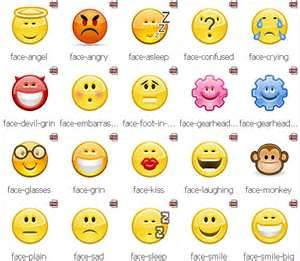 face-angel face-angry face-asleep face-confused face-crying
face-devil-grin face-embarras... face-foot-in-... face-gearhead... face-gearhead...
face-glasses face-grin face-kiss face-laughing face-monkey
face-plain face-sad face-sleep face-smile face-smile-big